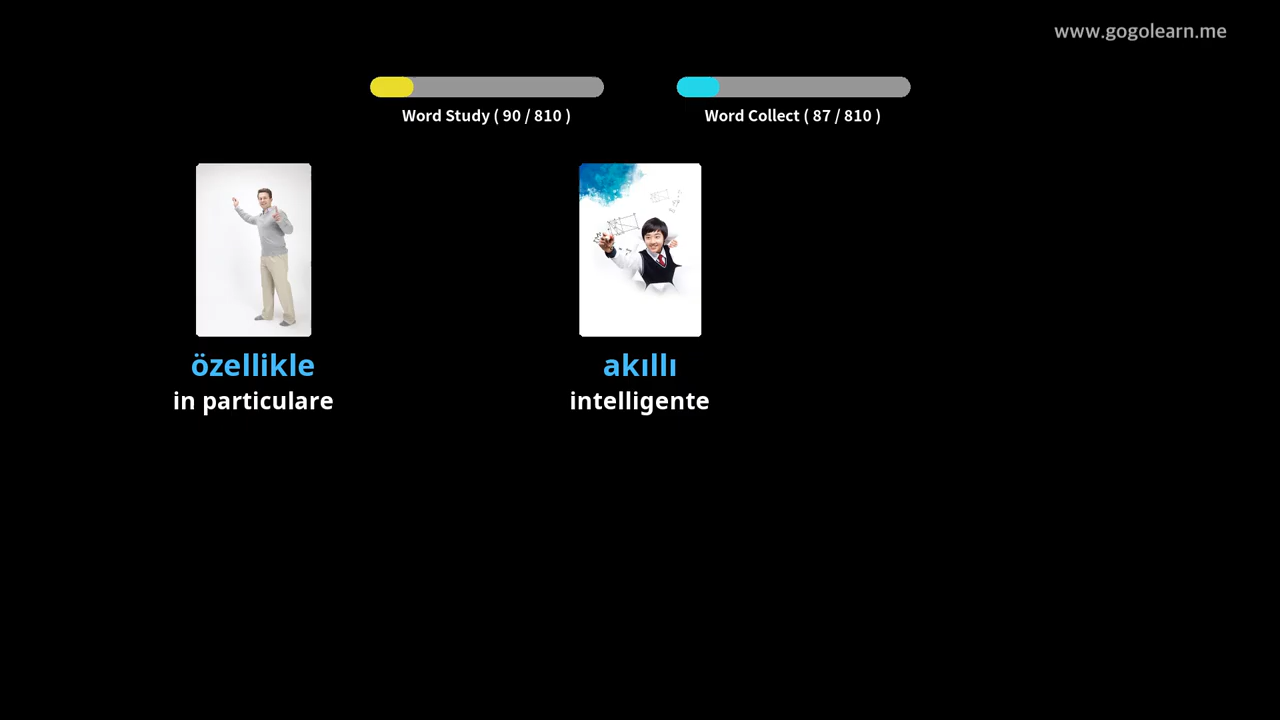 www.gogolearn.me
Word Study ( 90 / 810 )
Word Collect ( 87 / 810 )
özellikle
in particulare
akıllı
intelligente